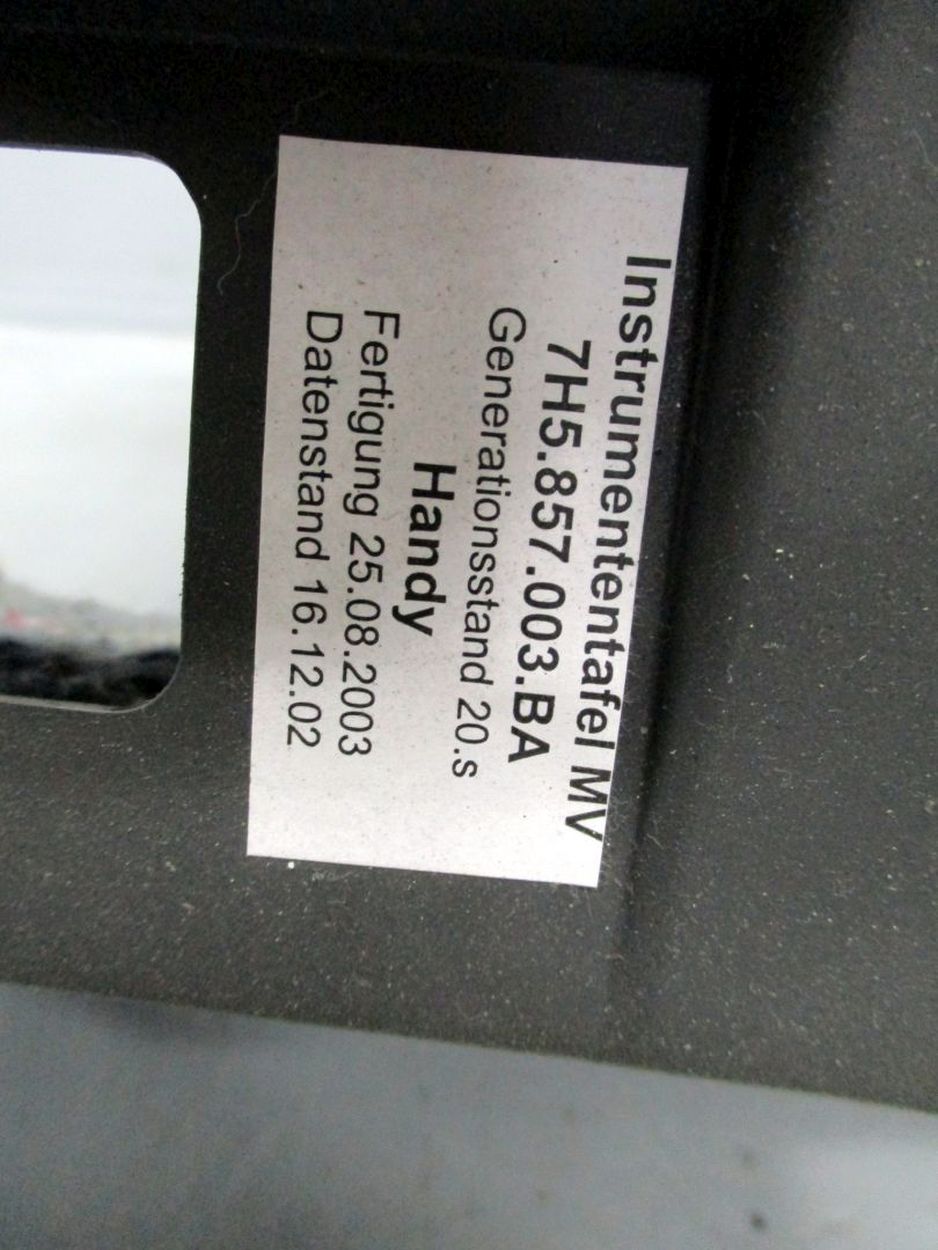 Instrumententafel MV
7H5.857.003.BA
Generationsstand 20.s
Handy
Fertigung 25.08.2003
Datenstand 16.12.02